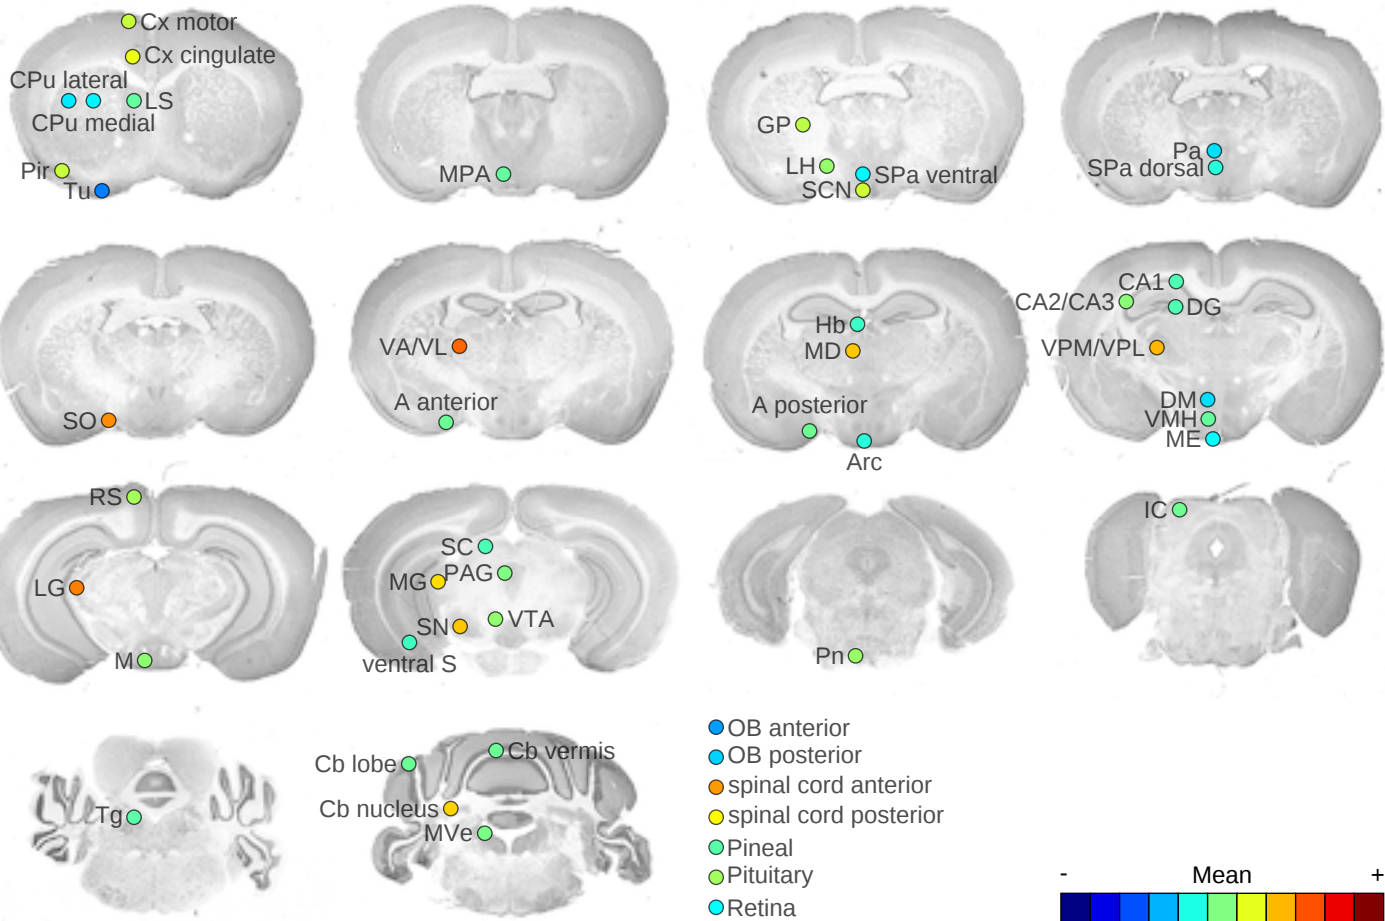 Cx motor
Cx cingulate
CPu lateral
LS
CPu medial
Pir
Tu
MPA
GP
LH
SPa ventral
SCN
Pa
SPa dorsal
SO
VA/VL
A anterior
Hb
MD
A posterior
Arc
CA1
CA2/CA3
DG
VPM/VPL
DM
VMH
ME
RS
LG
M
SC
PAG
MG
VTA
SN
ventral S
Pn
IC
Tg
Cb vermis
Cb lobe
Cb nucleus
MVe
OB anterior
OB posterior
spinal cord anterior
spinal cord posterior
Pineal
Pituitary
Retina
- Mean +